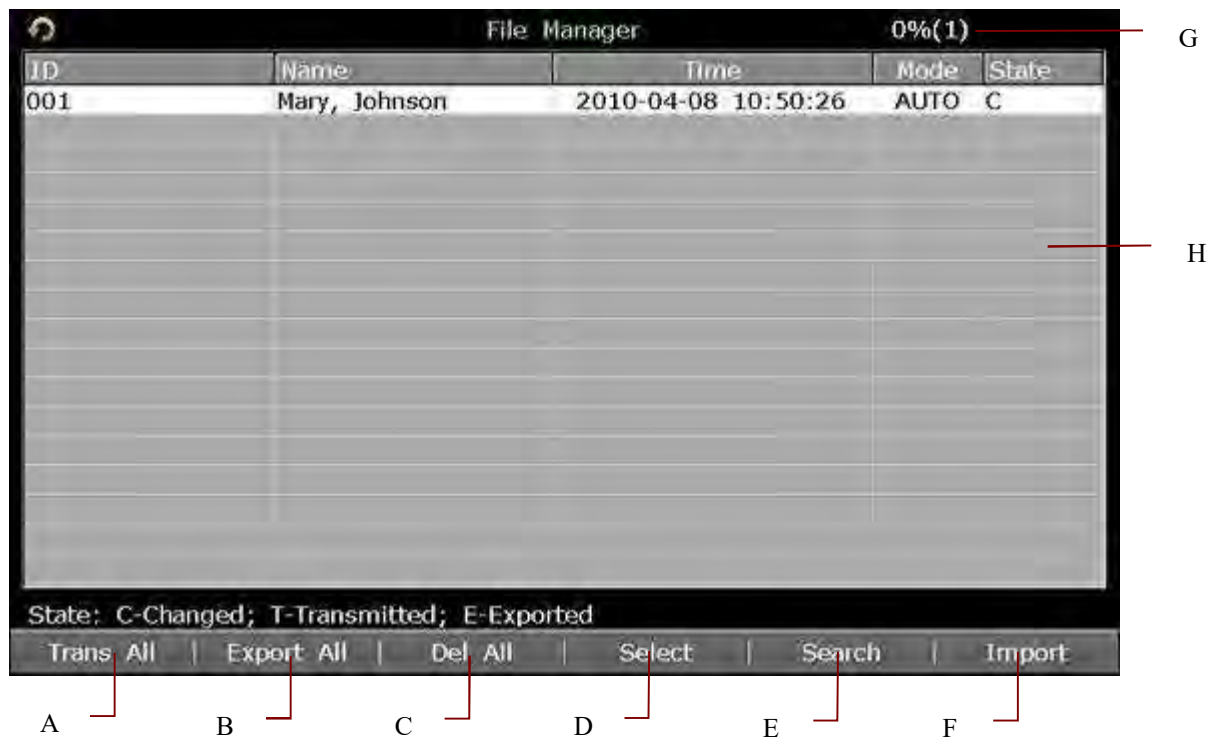 File Manager 0%(1)
G
ID Name Time Mode State
001 Mary, Johnson 2010-04-08 10:50:26 AUTO C
H
State: C-Changed; T-Transmitted; E-Exported
Trans All | Export All | Del All | Select | Search | Import
A B C D E F